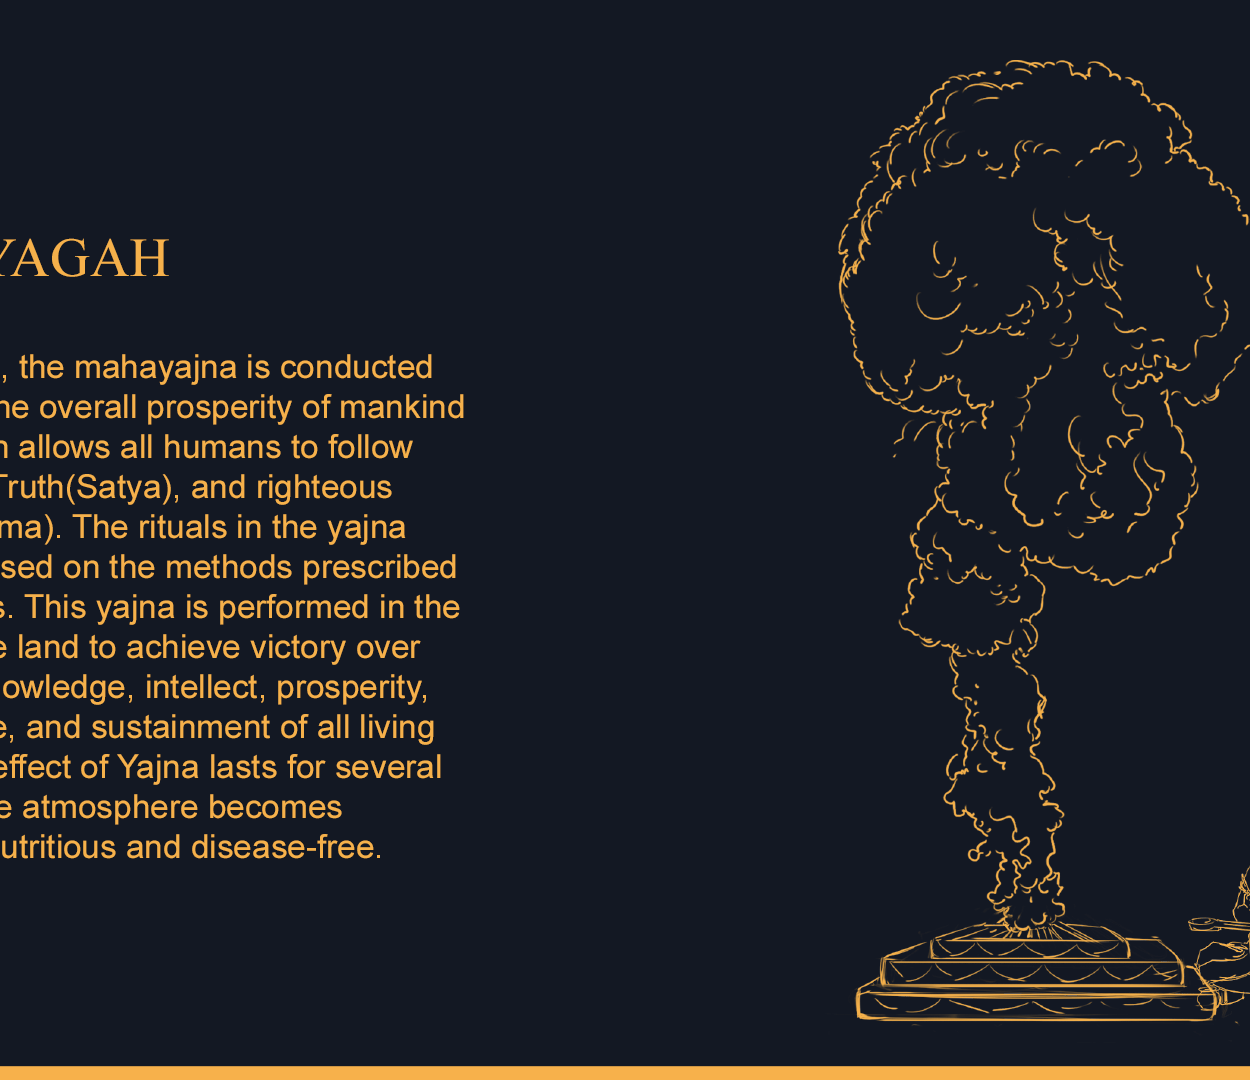 YAGAH
, the mahayajna is conducted
he overall prosperity of mankind
allows all humans to follow
Truth(Satya), and righteous
ma). The rituals in the yajna
sed on the methods prescribed
s. This yajna is performed in the
e land to achieve victory over
owledge, intellect, prosperity,
e, and sustainment of all living
effect of Yajna lasts for several
e atmosphere becomes
utritious and disease-free.